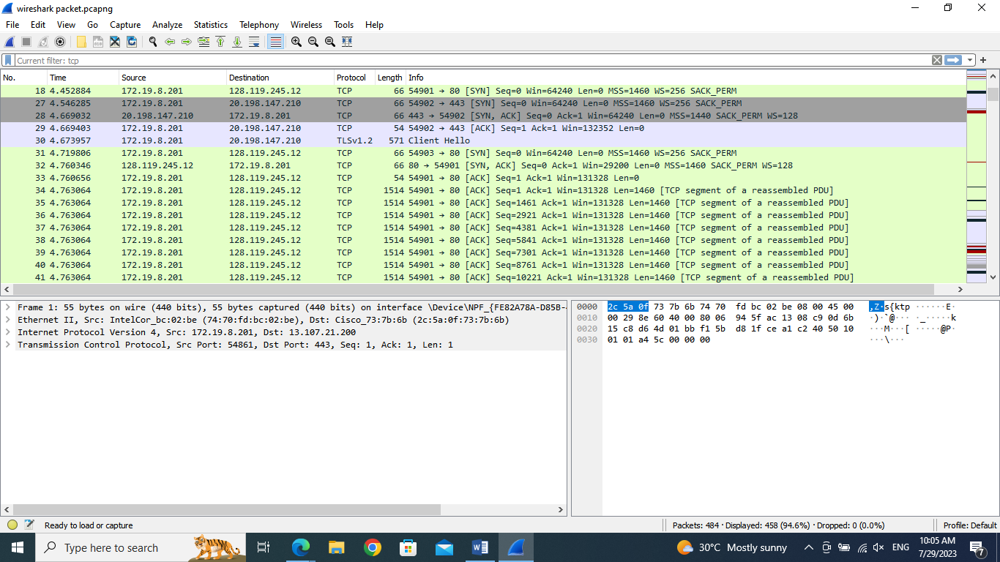 wireshark packet.pcapng
File Edit View Go Capture Analyze Statistics Telephony Wireless Tools Help
Current filter: tcp
No. Time Source Destination Protocol Length Info
18 4.452884 172.19.8.201 128.119.245.12 TCP 66 54901 → 80 [SYN] Seq=0 Win=64240 Len=0 MSS=1460 WS=256 SACK_PERM
27 4.546285 172.19.8.201 20.198.147.210 TCP 66 54902 → 443 [SYN] Seq=0 Win=64240 Len=0 MSS=1460 WS=256 SACK_PERM
28 4.669032 20.198.147.210 172.19.8.201 TCP 66 443 → 54902 [SYN, ACK] Seq=0 Ack=1 Win=64240 Len=0 MSS=1440 SACK_PERM WS=128
29 4.669403 172.19.8.201 20.198.147.210 TCP 54 54902 → 443 [ACK] Seq=1 Ack=1 Win=132352 Len=0
30 4.673957 172.19.8.201 20.198.147.210 TLSv1.2 571 Client Hello
31 4.719806 172.19.8.201 128.119.245.12 TCP 66 54903 → 80 [SYN] Seq=0 Win=64240 Len=0 MSS=1460 WS=256 SACK_PERM
32 4.760346 128.119.245.12 172.19.8.201 TCP 66 80 → 54901 [SYN, ACK] Seq=0 Ack=1 Win=29200 Len=0 MSS=1460 SACK_PERM WS=128
33 4.760656 172.19.8.201 128.119.245.12 TCP 54 54901 → 80 [ACK] Seq=1 Ack=1 Win=131328 Len=0
34 4.763064 172.19.8.201 128.119.245.12 TCP 1514 54901 → 80 [ACK] Seq=1 Ack=1 Win=131328 Len=1460 [TCP segment of a reassembled PDU]
35 4.763064 172.19.8.201 128.119.245.12 TCP 1514 54901 → 80 [ACK] Seq=1461 Ack=1 Win=131328 Len=1460 [TCP segment of a reassembled PDU]
36 4.763064 172.19.8.201 128.119.245.12 TCP 1514 54901 → 80 [ACK] Seq=2921 Ack=1 Win=131328 Len=1460 [TCP segment of a reassembled PDU]
37 4.763064 172.19.8.201 128.119.245.12 TCP 1514 54901 → 80 [ACK] Seq=4381 Ack=1 Win=131328 Len=1460 [TCP segment of a reassembled PDU]
38 4.763064 172.19.8.201 128.119.245.12 TCP 1514 54901 → 80 [ACK] Seq=5841 Ack=1 Win=131328 Len=1460 [TCP segment of a reassembled PDU]
39 4.763064 172.19.8.201 128.119.245.12 TCP 1514 54901 → 80 [ACK] Seq=7301 Ack=1 Win=131328 Len=1460 [TCP segment of a reassembled PDU]
40 4.763064 172.19.8.201 128.119.245.12 TCP 1514 54901 → 80 [ACK] Seq=8761 Ack=1 Win=131328 Len=1460 [TCP segment of a reassembled PDU]
41 4.763064 172.19.8.201 128.119.245.12 TCP 1514 54901 → 80 [ACK] Seq=10221 Ack=1 Win=131328 Len=1460 [TCP segment of a reassembled PDU]
Frame 1: 55 bytes on wire (440 bits), 55 bytes captured (440 bits) on interface \Device\NPF_{FE82A78A-D85B-
Ethernet II, Src: IntelCor_bc:02:be (74:70:fd:bc:02:be), Dst: Cisco_73:7b:6b (2c:5a:0f:73:7b:6b)
Internet Protocol Version 4, Src: 172.19.8.201, Dst: 13.107.21.200
Transmission Control Protocol, Src Port: 54861, Dst Port: 443, Seq: 1, Ack: 1, Len: 1
0000 2c 5a 0f 73 7b 6b 74 70 fd bc 02 be 08 00 45 00 ,Z·s{ktp ······E·
0010 00 29 8e 60 40 00 80 06 94 5f ac 13 08 c9 0d 6b ·)·`@··· ·_·····k
0020 15 c8 d6 4d 01 bb f1 5b d8 1f ce a1 c2 40 50 10 ···M···[ ·····@P·
0030 01 01 a4 5c 00 00 00 ···\···
Ready to load or capture
Packets: 484 · Displayed: 458 (94.6%) · Dropped: 0 (0.0%)
Profile: Default
Type here to search
30°C Mostly sunny
ENG
10:05 AM
7/29/2023
7